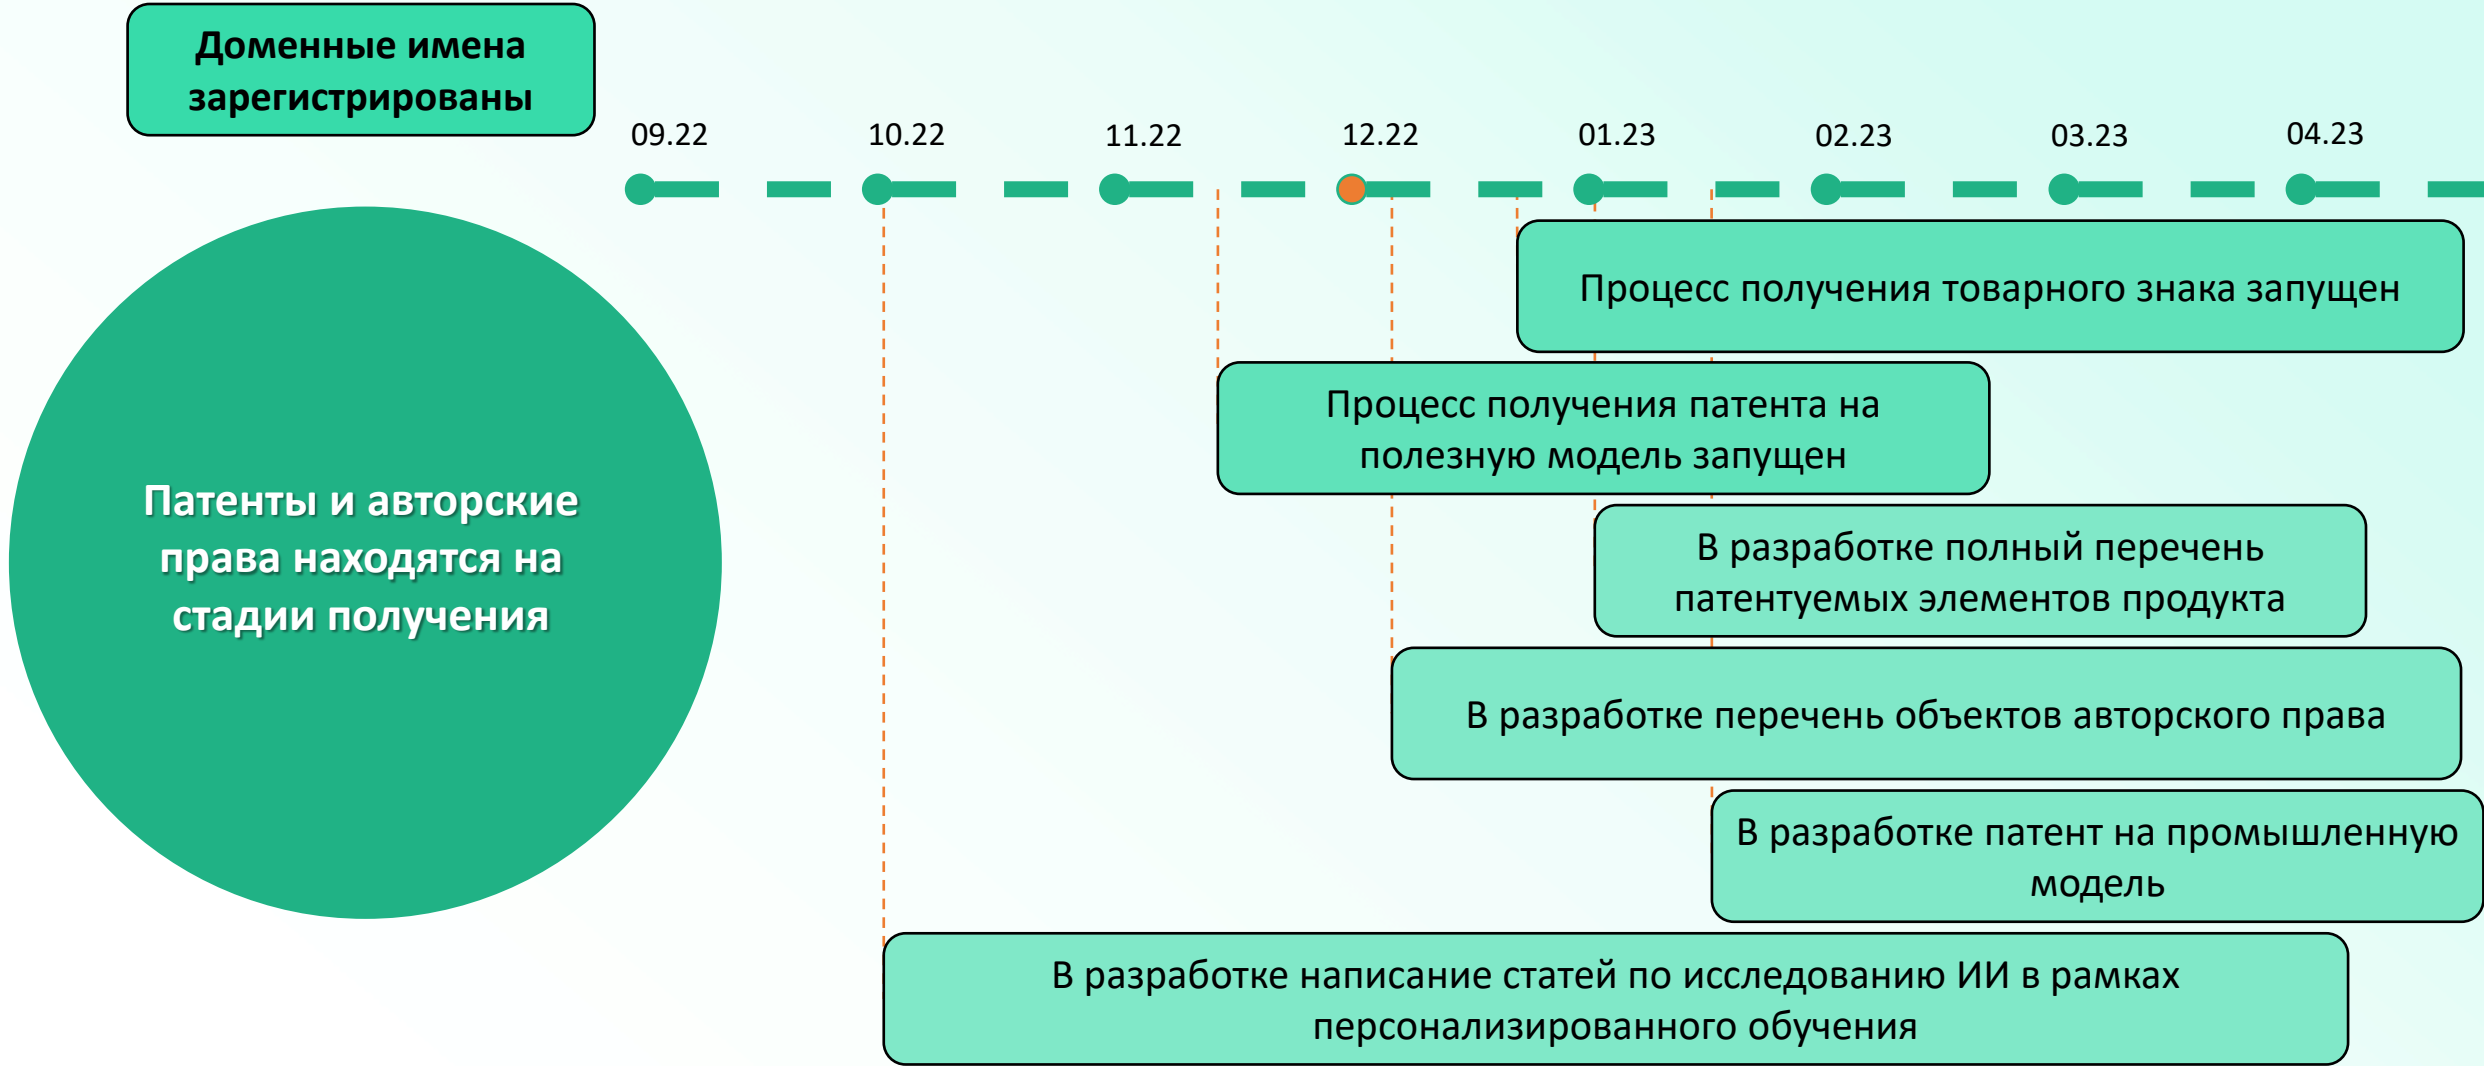 Доменные имена
зарегистрированы
09.22
10.22
11.22
12.22
01.23
02.23
03.23
04.23
Патенты и авторские
права находятся на
стадии получения
Процесс получения товарного знака запущен
Процесс получения патента на
полезную модель запущен
В разработке полный перечень
патентуемых элементов продукта
В разработке перечень объектов авторского права
В разработке патент на промышленную
модель
В разработке написание статей по исследованию ИИ в рамках
персонализированного обучения